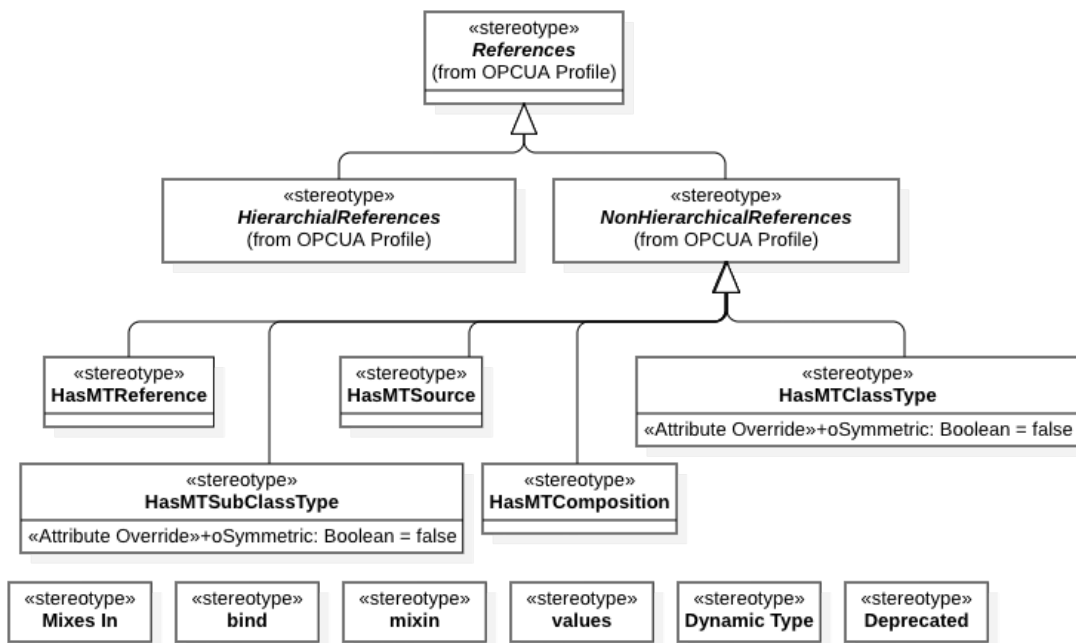 «stereotype»
References
(from OPCUA Profile)
«stereotype»
HierarchialReferences
(from OPCUA Profile)
«stereotype»
NonHierarchicalReferences
(from OPCUA Profile)
«stereotype»
HasMTReference
«stereotype»
HasMTSource
«stereotype»
HasMTClassType
«Attribute Override»+oSymmetric: Boolean = false
«stereotype»
HasMTSubClassType
«Attribute Override»+oSymmetric: Boolean = false
«stereotype»
HasMTComposition
«stereotype»
Mixes In
«stereotype»
bind
«stereotype»
mixin
«stereotype»
values
«stereotype»
Dynamic Type
«stereotype»
Deprecated